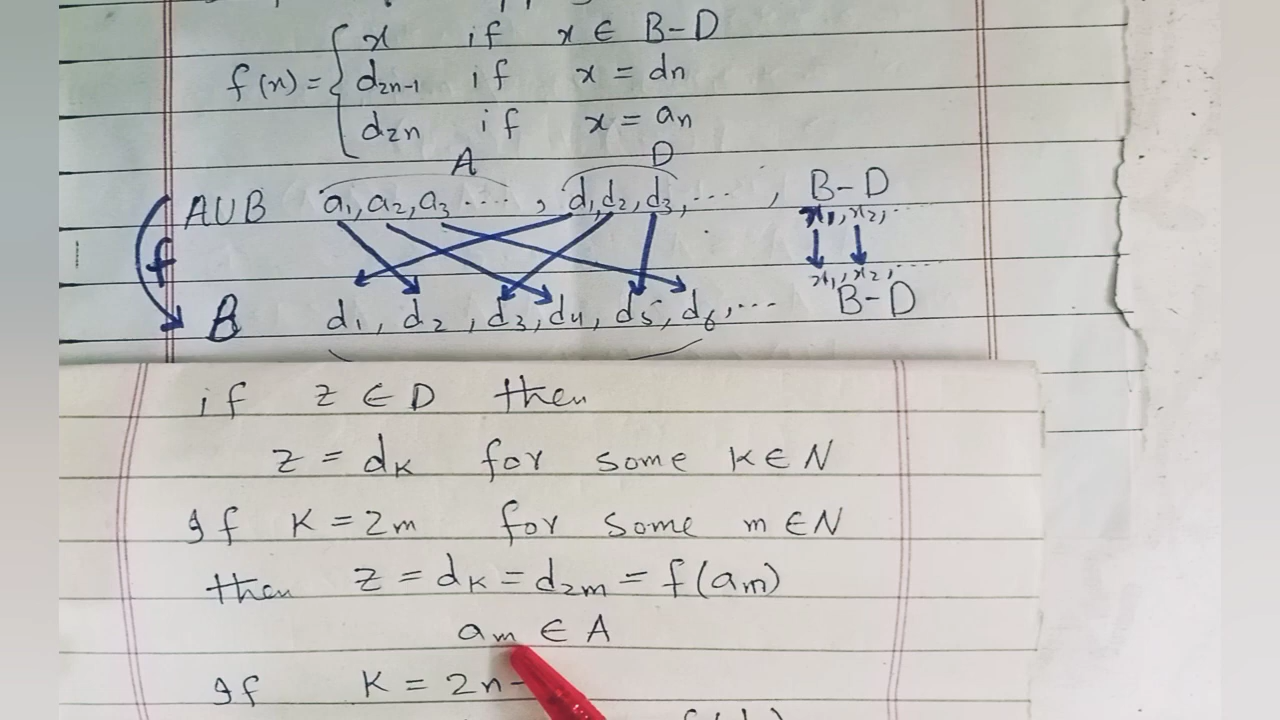 f(x) = { x if x ∈ B-D
d2n-1 if x = dn
d2n if x = an
A D
AUB a1, a2, a3 ...., d1, d2, d3, ..., B-D
x1, x2, ..
f
x1, x2, ....
B d1, d2, d3, d4, d5, d6, ... B-D
if z ∈ D then
z = dK for some K ∈ N
If K = 2m for some m ∈ N
then z = dK = d2m = f(am)
am ∈ A
If K = 2n-